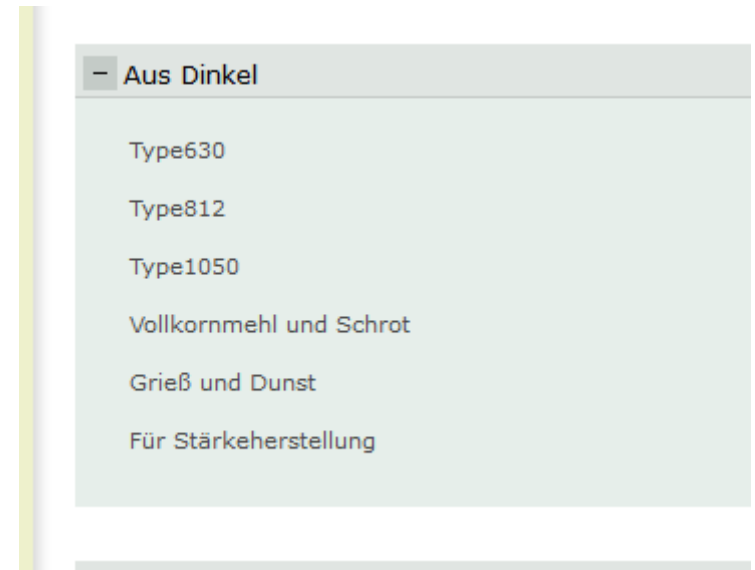 − Aus Dinkel
Type630
Type812
Type1050
Vollkornmehl und Schrot
Grieß und Dunst
Für Stärkeherstellung